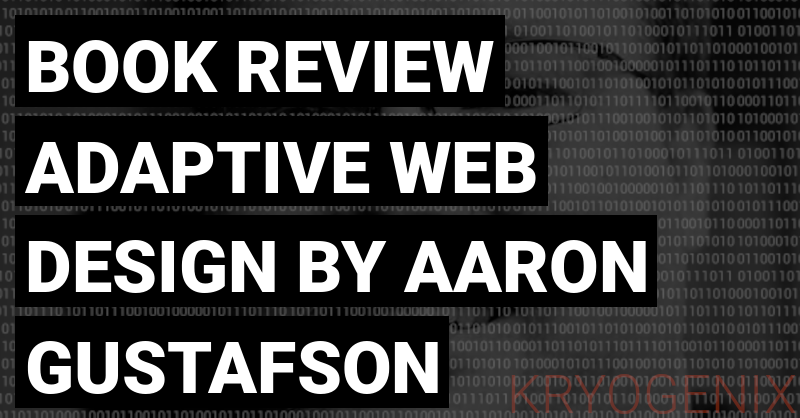 BOOK REVIEW
ADAPTIVE WEB
DESIGN BY AARON
GUSTAFSON
KRYOGENIX